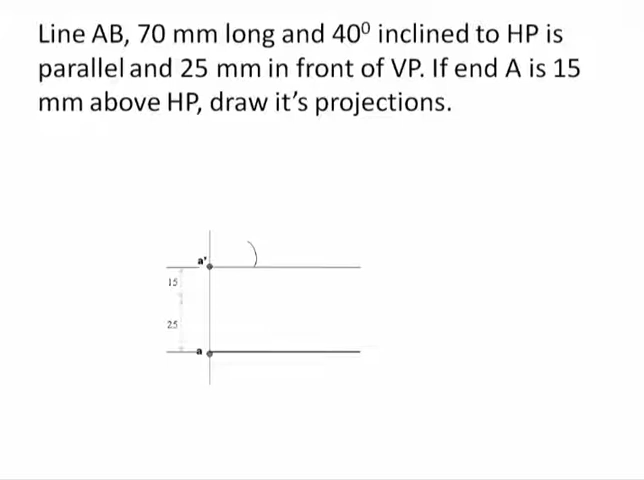 Line AB, 70 mm long and 40⁰ inclined to HP is
parallel and 25 mm in front of VP. If end A is 15
mm above HP, draw it’s projections.
a'
15
25
a